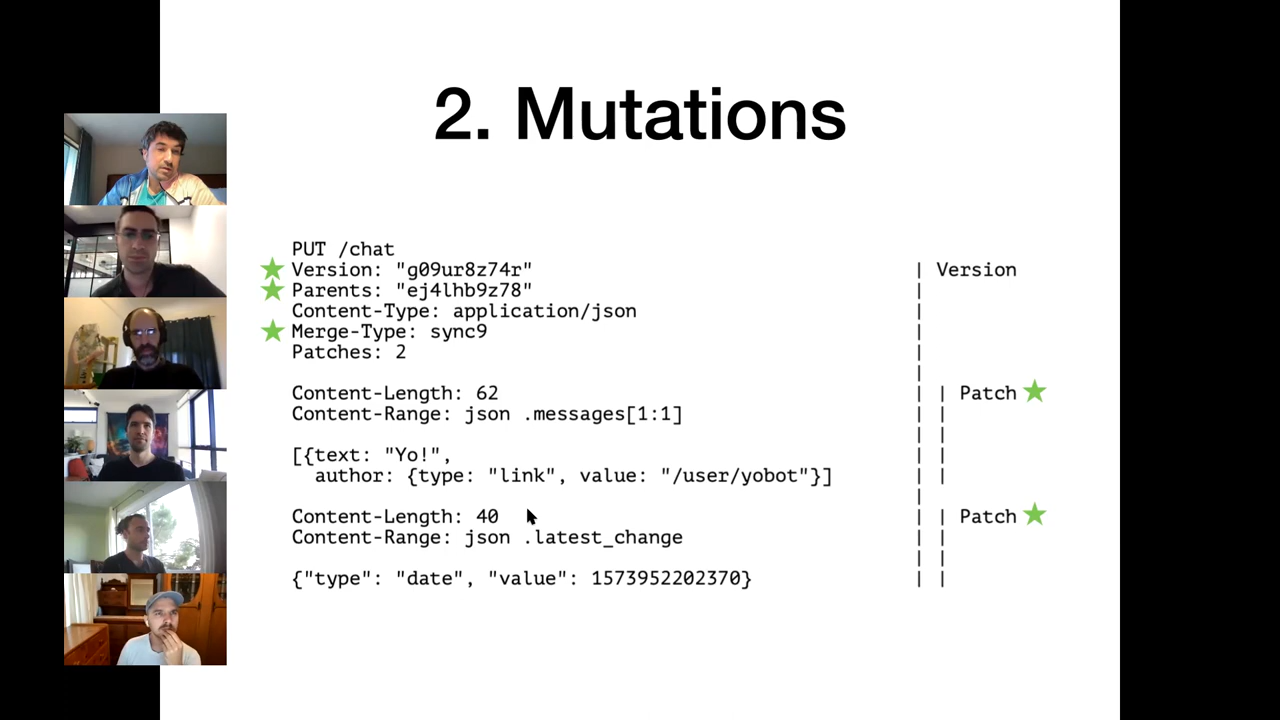 2. Mutations
PUT /chat
Version: "g09ur8z74r" | Version
Parents: "ej4lhb9z78" |
Content-Type: application/json |
Merge-Type: sync9 |
Patches: 2 |
|
Content-Length: 62 | | Patch
Content-Range: json .messages[1:1] | |
| |
[{text: "Yo!", | |
author: {type: "link", value: "/user/yobot"}] | |
|
Content-Length: 40 | | Patch
Content-Range: json .latest_change | |
| |
{"type": "date", "value": 1573952202370} | |